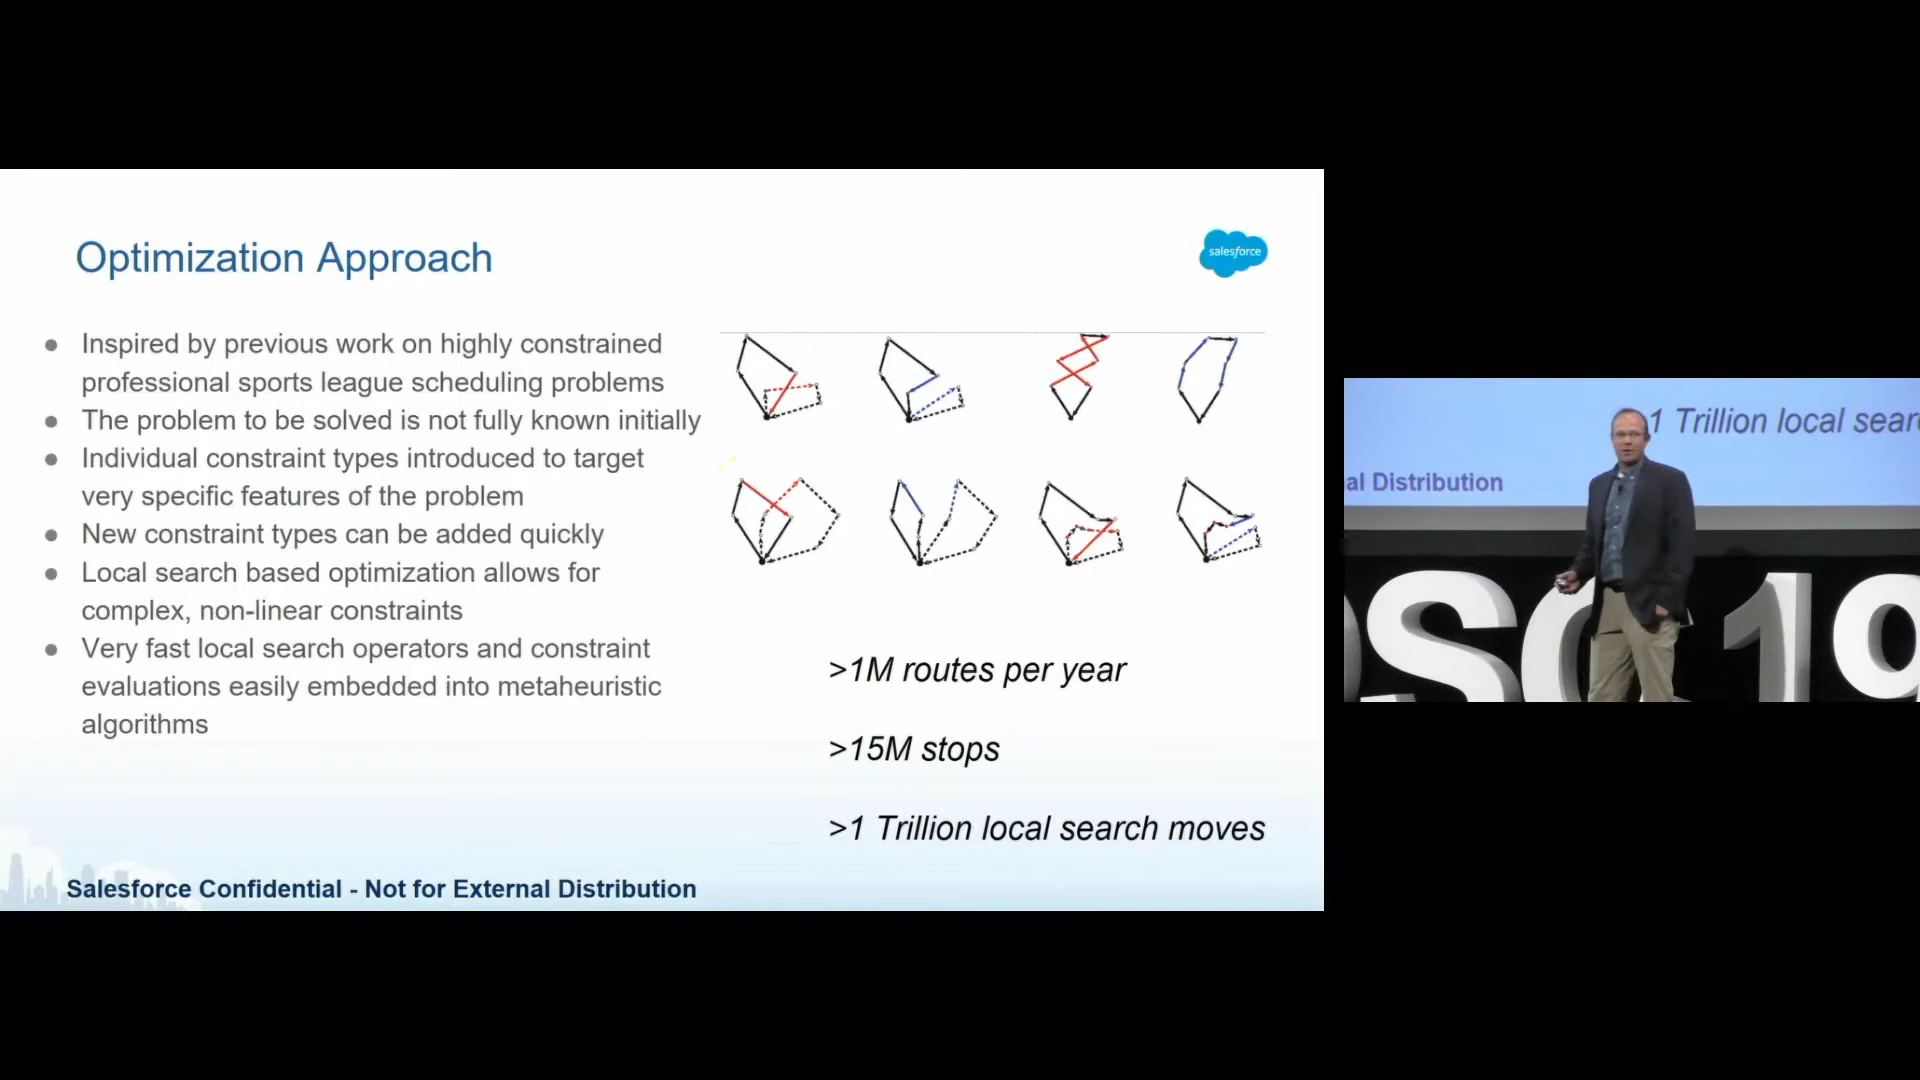 Optimization Approach
salesforce
● Inspired by previous work on highly constrained
professional sports league scheduling problems
● The problem to be solved is not fully known initially
● Individual constraint types introduced to target
very specific features of the problem
● New constraint types can be added quickly
● Local search based optimization allows for
complex, non-linear constraints
● Very fast local search operators and constraint
evaluations easily embedded into metaheuristic
algorithms
>1M routes per year
>15M stops
>1 Trillion local search moves
Salesforce Confidential - Not for External Distribution
1 Trillion local sear
al Distribution
SC 19